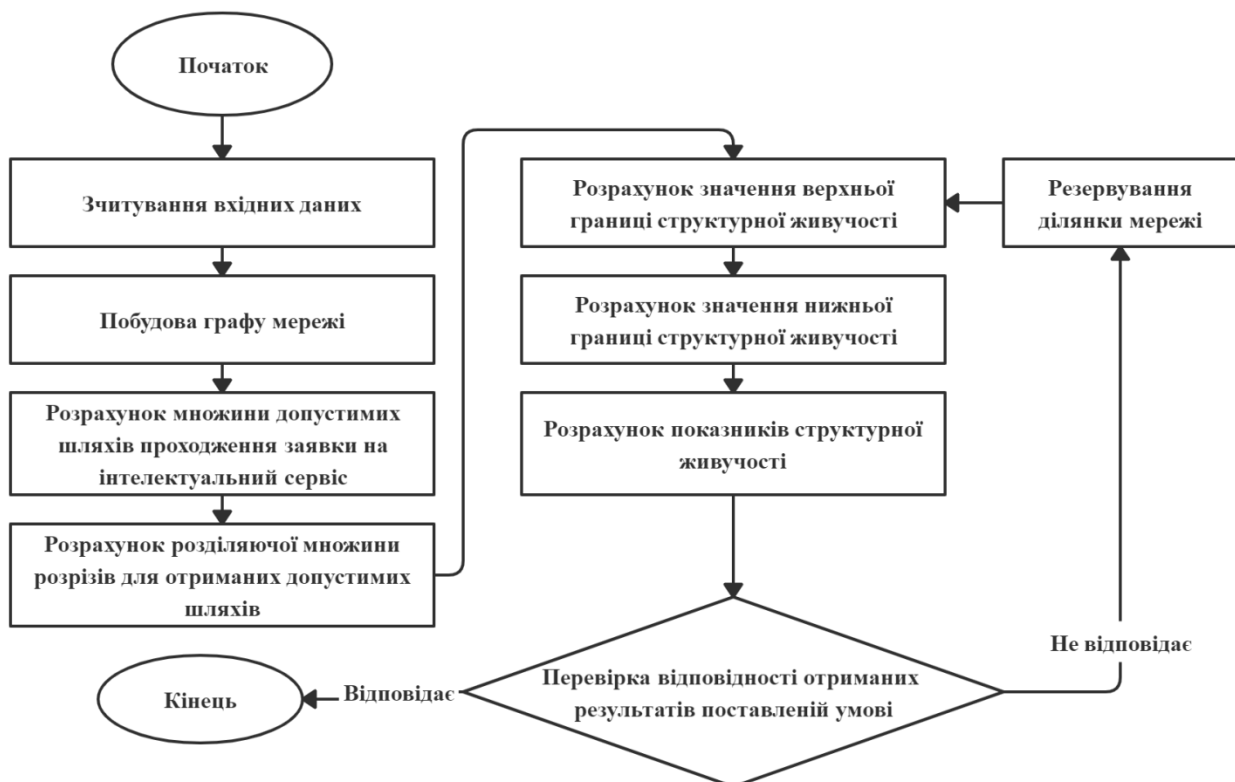 Початок
Зчитування вхідних даних
Побудова графу мережі
Розрахунок множини допустимих
шляхів проходження заявки на
інтелектуальний сервіс
Розрахунок розділяючої множини
розрізів для отриманих допустимих
шляхів
Розрахунок значення верхньої
границі структурної живучості
Розрахунок значення нижньої
границі структурної живучості
Розрахунок показників структурної
живучості
Перевірка відповідності отриманих
результатів поставленій умові
Не відповідає
Резервування
ділянки мережі
Відповідає
Кінець